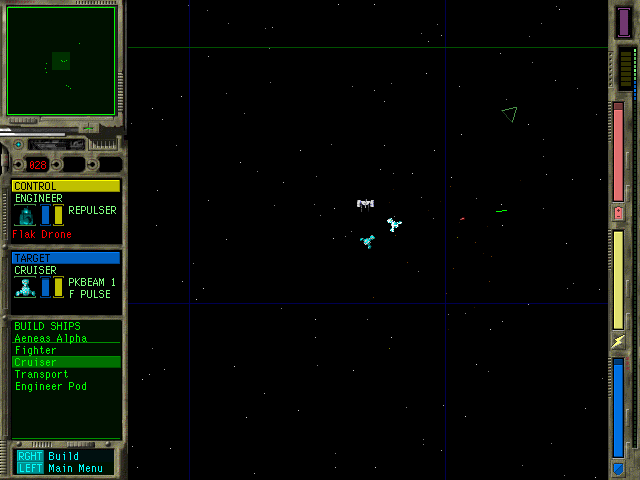 028
CONTROL
ENGINEER
REPULSER
Flak Drone
TARGET
CRUISER
PKBEAM 1
F PULSE
BUILD SHIPS
Aeneas Alpha
Fighter
Cruiser
Transport
Engineer Pod
RGHT Build
LEFT Main Menu